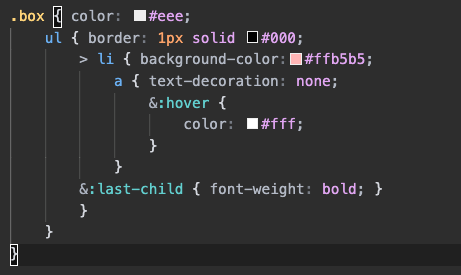 .box { color: #eee;
ul { border: 1px solid #000;
> li { background-color: #ffb5b5;
a { text-decoration: none;
&:hover {
color: #fff;
}
}
&:last-child { font-weight: bold; }
}
}
}